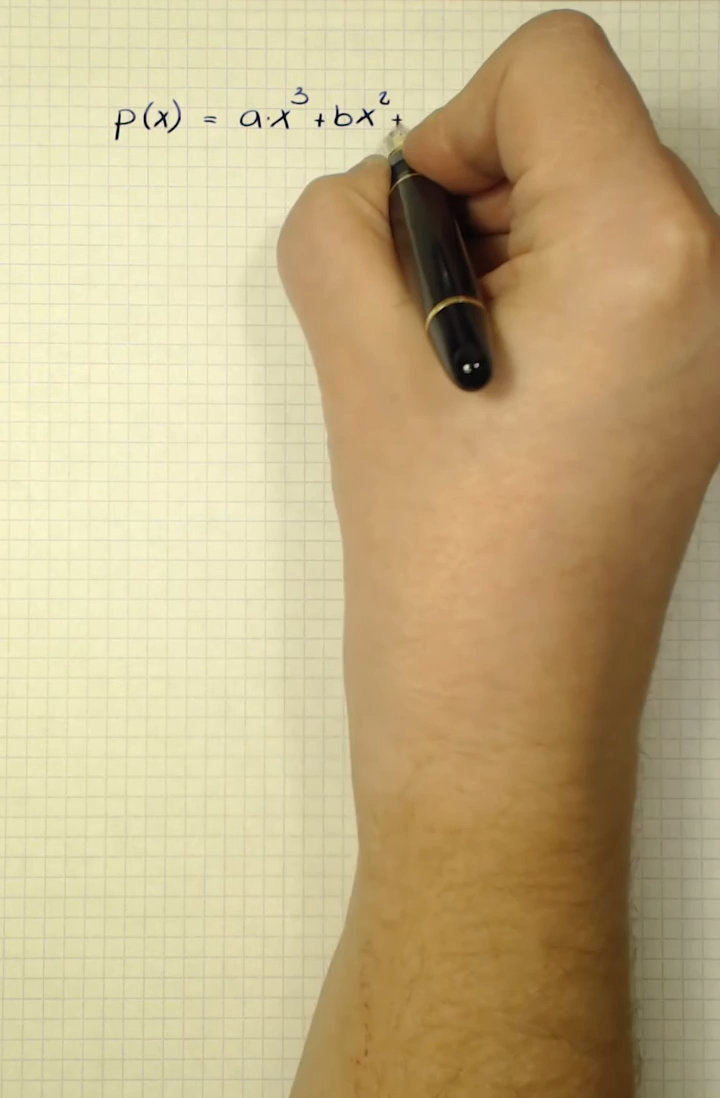 p(x) = a·x³ + bx² +